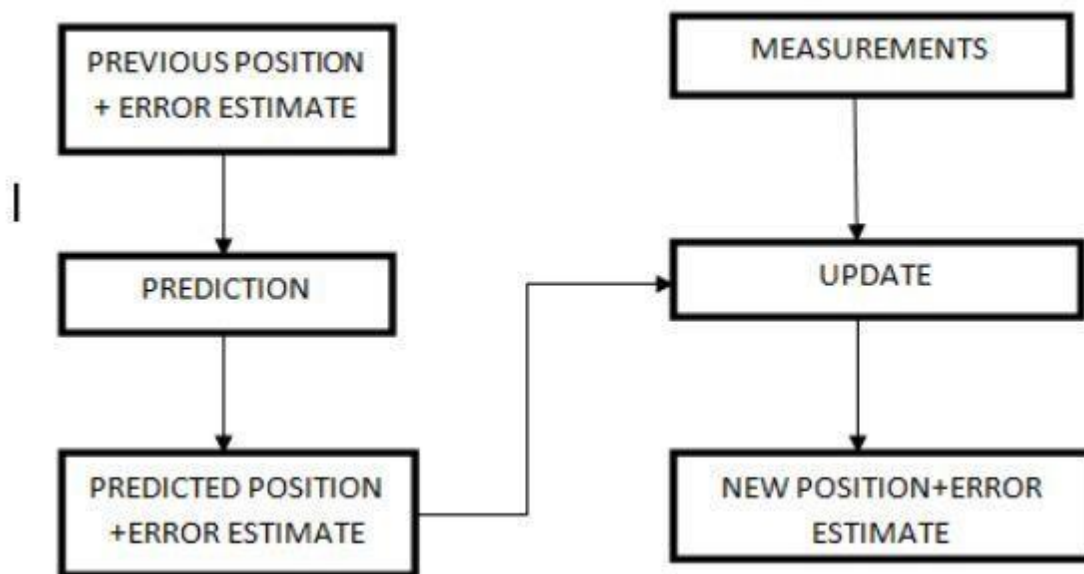 PREVIOUS POSITION
+ ERROR ESTIMATE
PREDICTION
PREDICTED POSITION
+ERROR ESTIMATE
MEASUREMENTS
UPDATE
NEW POSITION+ERROR
ESTIMATE